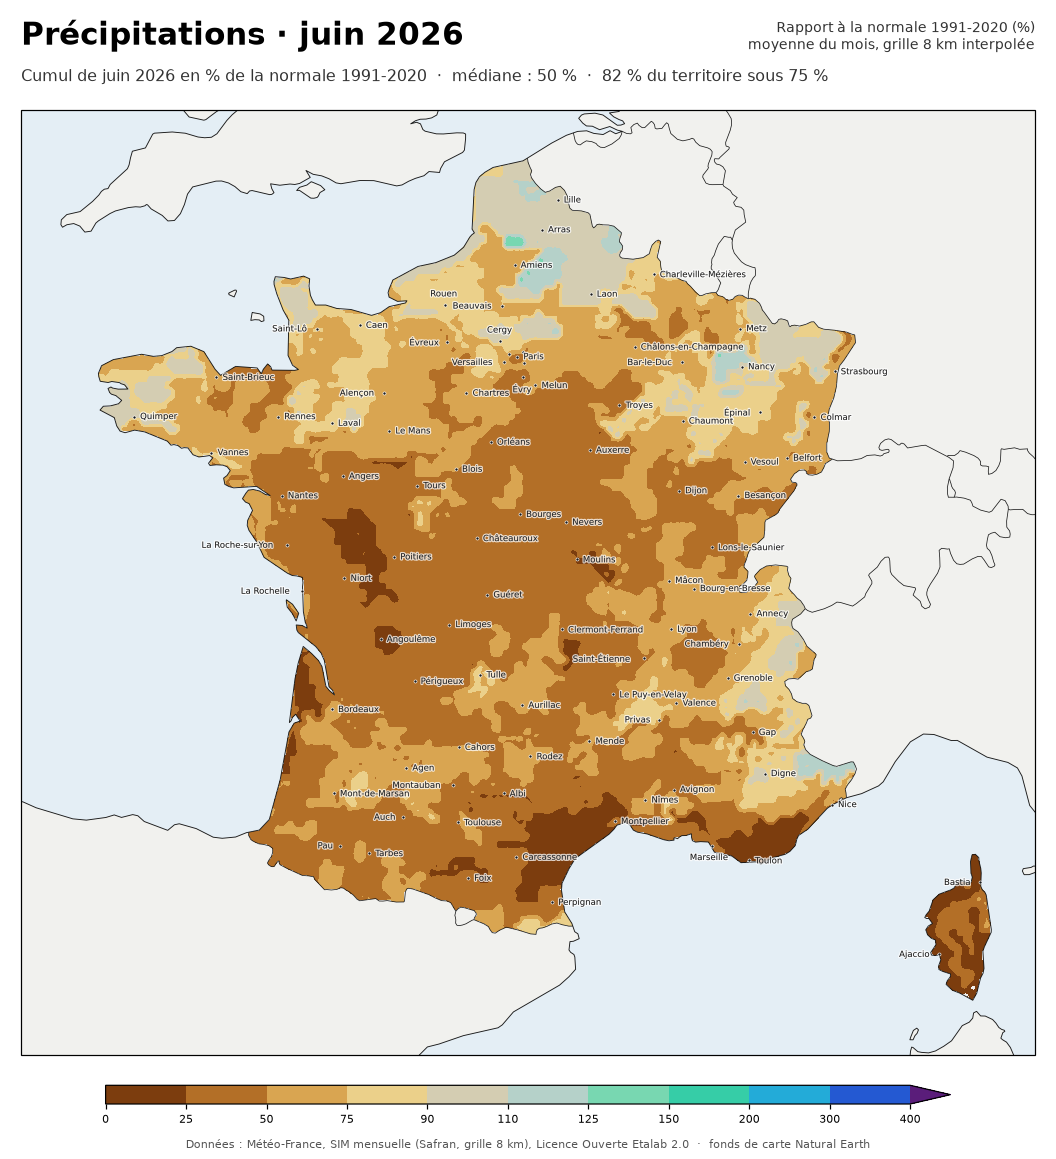 Précipitations · juin 2026
Rapport à la normale 1991-2020 (%)
moyenne du mois, grille 8 km interpolée
Cumul de juin 2026 en % de la normale 1991-2020 · médiane : 50 % · 82 % du territoire sous 75 %
Lille
Arras
Amiens
Charleville-Mézières
Rouen
Laon
Beauvais
Saint-Lô
Caen
Cergy
Metz
Évreux
Châlons-en-Champagne
Versailles
Paris
Bar-le-Duc
Nancy
Strasbourg
Saint-Brieuc
Melun
Alençon
Chartres
Évry
Troyes
Épinal
Quimper
Rennes
Laval
Chaumont
Colmar
Le Mans
Orléans
Vannes
Auxerre
Vesoul
Belfort
Blois
Angers
Tours
Dijon
Besançon
Nantes
Bourges
Nevers
Châteauroux
La Roche-sur-Yon
Lons-le-Saunier
Poitiers
Moulins
Niort
Mâcon
Bourg-en-Bresse
La Rochelle
Guéret
Annecy
Limoges
Clermont-Ferrand
Lyon
Angoulême
Chambéry
Saint-Étienne
Tulle
Périgueux
Grenoble
Le Puy-en-Velay
Valence
Bordeaux
Aurillac
Privas
Gap
Mende
Cahors
Rodez
Agen
Digne
Montauban
Mont-de-Marsan
Albi
Avignon
Nîmes
Nice
Auch
Toulouse
Montpellier
Pau
Tarbes
Carcassonne
Marseille
Toulon
Foix
Bastia
Perpignan
Ajaccio
0 25 50 75 90 110 125 150 200 300 400
Données : Météo-France, SIM mensuelle (Safran, grille 8 km), Licence Ouverte Etalab 2.0 · fonds de carte Natural Earth